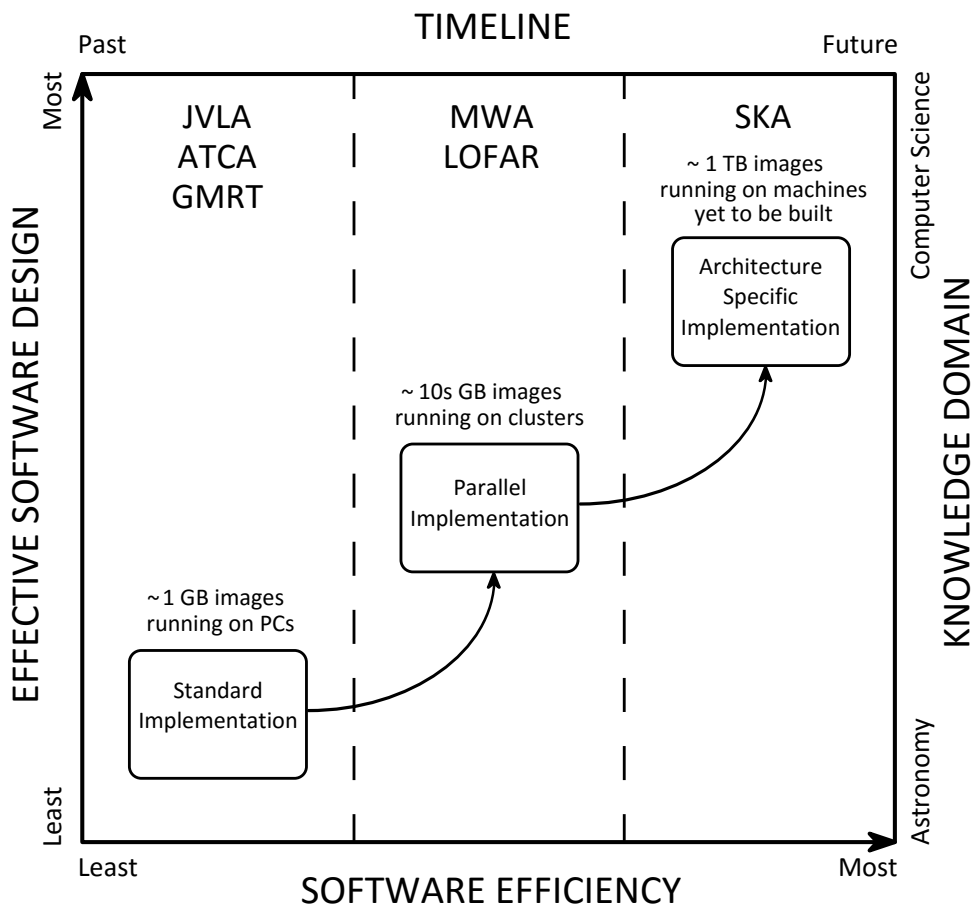 TIMELINE
Past
Future
Most
JVLA
ATCA
GMRT
MWA
LOFAR
SKA
~ 1 TB images
running on machines
yet to be built
Architecture
Specific
Implementation
Computer Science
EFFECTIVE SOFTWARE DESIGN
KNOWLEDGE DOMAIN
~ 10s GB images
running on clusters
Parallel
Implementation
~ 1 GB images
running on PCs
Standard
Implementation
Least
Astronomy
Least
Most
SOFTWARE EFFICIENCY